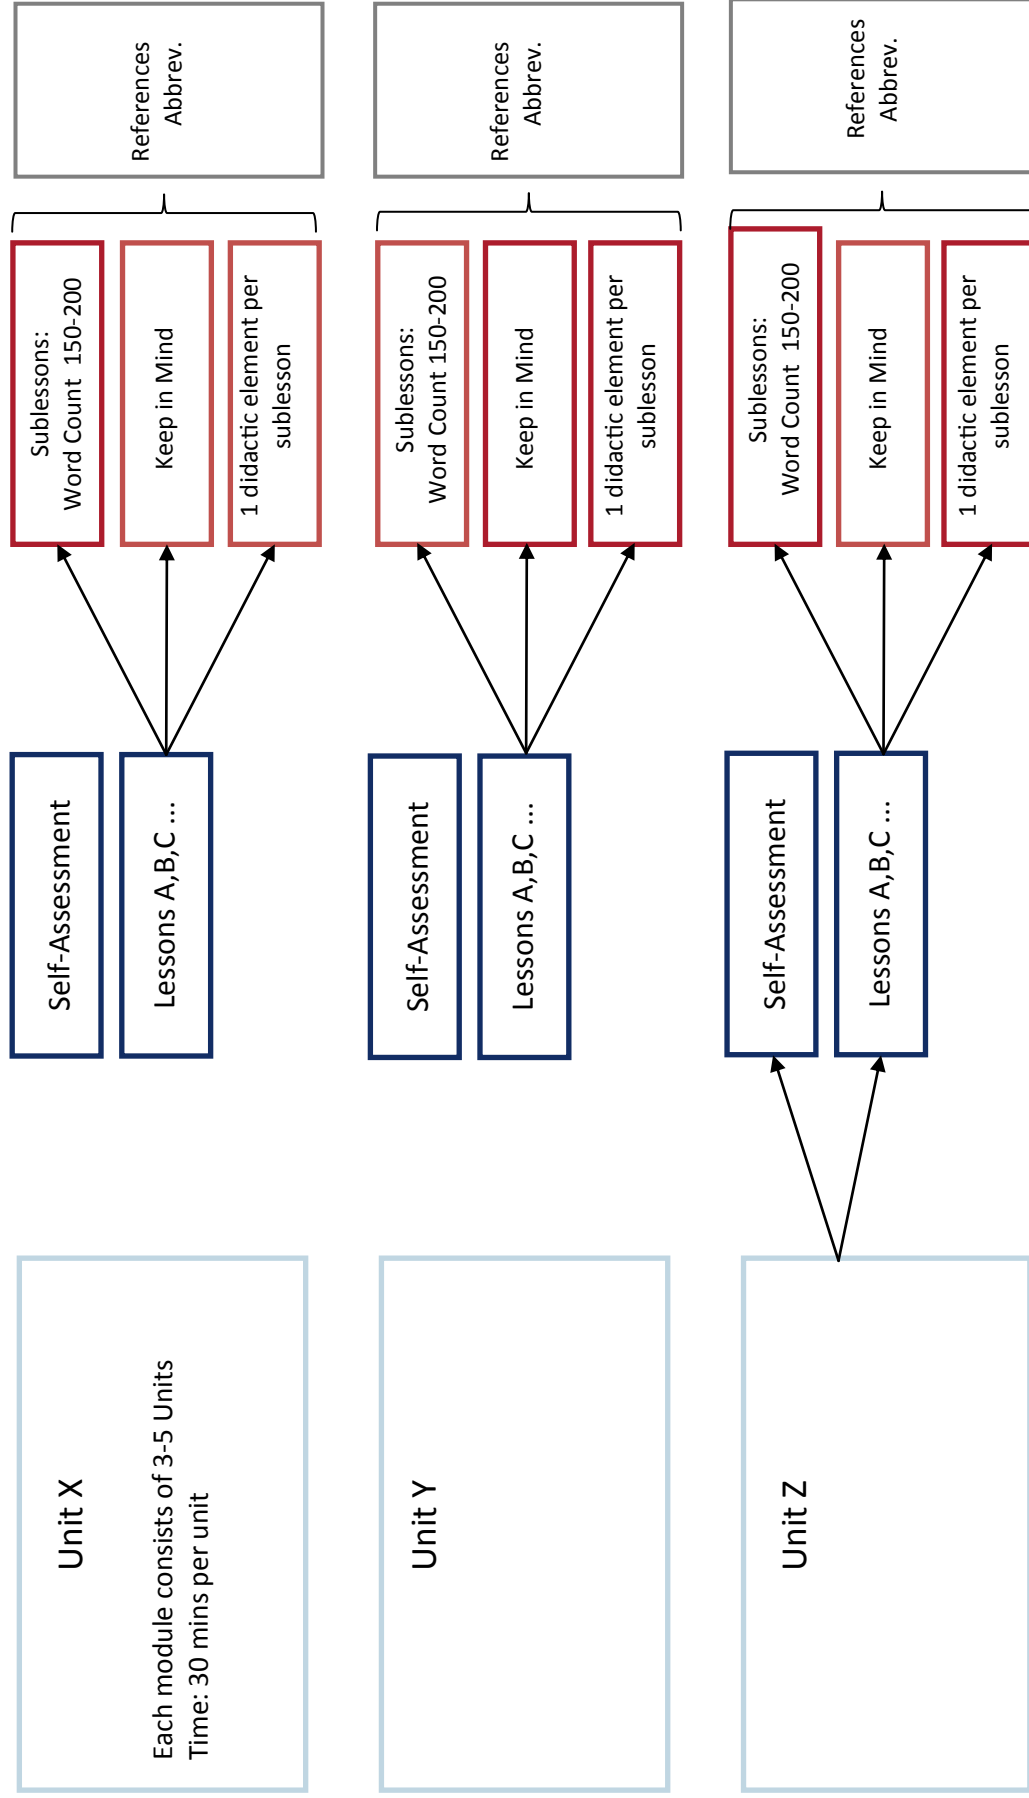 Unit X
Each module consists of 3-5 Units
Time: 30 mins per unit
Self-Assessment
Lessons A,B,C ...
Sublessons:
Word Count  150-200
Keep in Mind
1 didactic element per
sublesson
References
Abbrev.
Unit Y
Self-Assessment
Lessons A,B,C ...
Sublessons:
Word Count 150-200
Keep in Mind
1 didactic element per
sublesson
References
Abbrev.
Unit Z
Self-Assessment
Lessons A,B,C ...
Sublessons:
Word Count  150-200
Keep in Mind
1 didactic element per
sublesson
References
Abbrev.